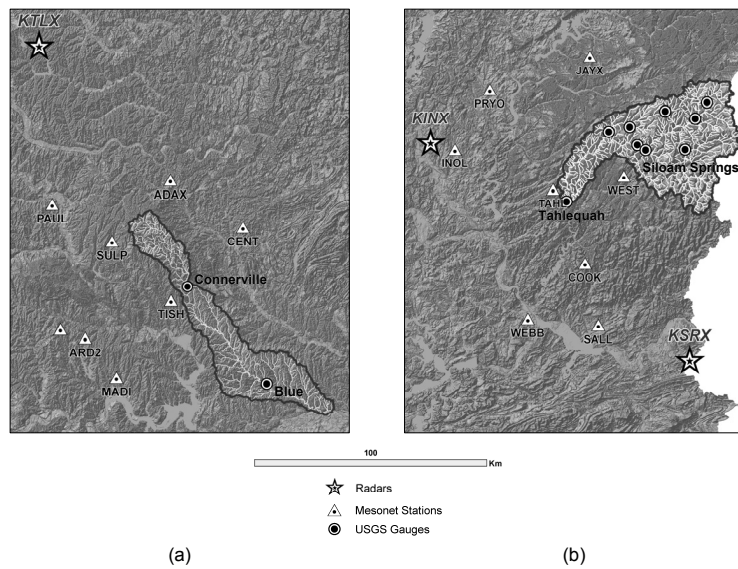 KTLX
ADAX
PAUL
SULP
CENT
Connerville
TISH
ARD2
MADI
Blue
JAYX
PRYO
KINX
INOL
Siloam Springs
WEST
TAHL
Tahlequah
COOK
WEBB
SALL
KSRX
100
Km
Radars
Mesonet Stations
USGS Gauges
(a)
(b)